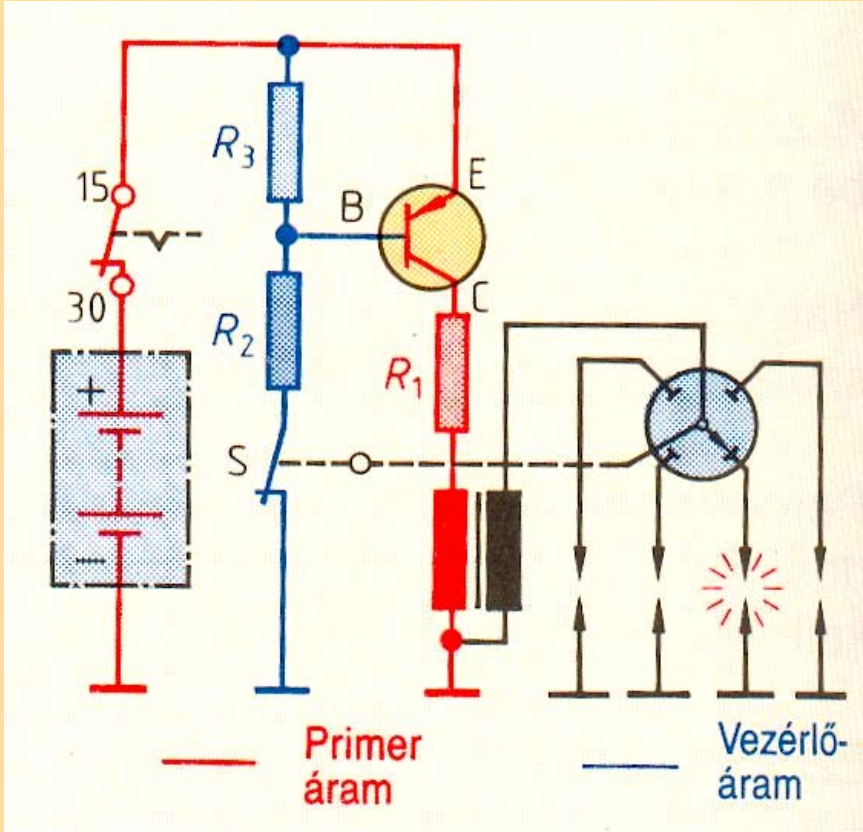 R3
E
B
15
30
C
R2
R1
+
S
–
Primer
áram
Vezérlő-
áram